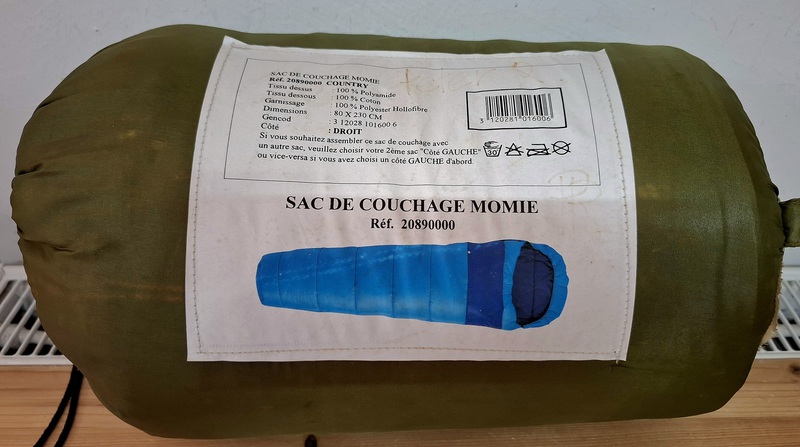 SAC DE COUCHAGE MOMIE
Réf. 20890000 COUNTRY
Tissu dessus : 100 % Polyamide
Tissu dessous : 100 % Coton
Garnissage : 100 % Polyester Hollofibre
Dimensions : 80 X 230 CM
Gencod : 3 12028 101600 6
Côté : DROIT
Si vous souhaitez assembler ce sac de couchage avec
un autre sac, veuillez choisir votre 2ème sac "Côté GAUCHE"
ou vice-versa si vous avez choisi un côté GAUCHE d'abord.
3 120281 016006
30
SAC DE COUCHAGE MOMIE
Réf. 20890000